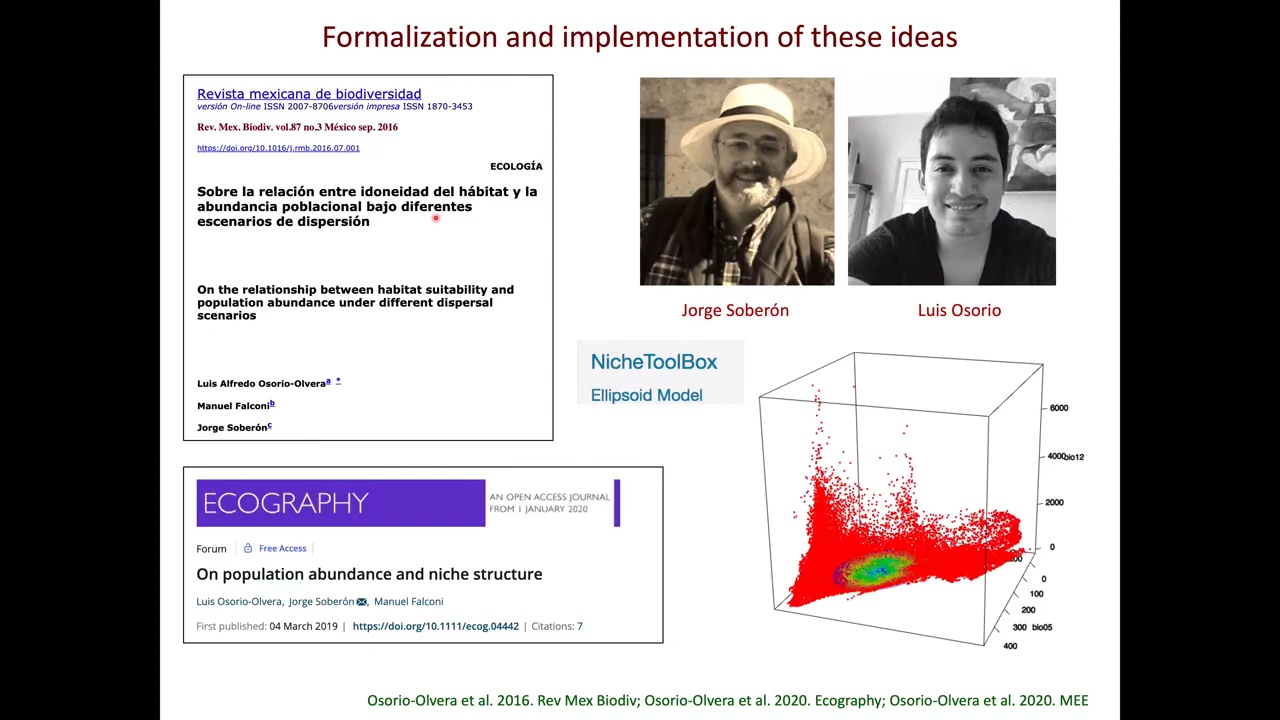 Formalization and implementation of these ideas
Revista mexicana de biodiversidad
versión On-line ISSN 2007-8706versión impresa ISSN 1870-3453
Rev. Mex. Biodiv. vol.87 no.3 México sep. 2016
https://doi.org/10.1016/j.rmb.2016.07.001
ECOLOGÍA
Sobre la relación entre idoneidad del hábitat y la
abundancia poblacional bajo diferentes
escenarios de dispersión
On the relationship between habitat suitability and
population abundance under different dispersal
scenarios
Luis Alfredo Osorio-Olvera a *
Manuel Falconi b
Jorge Soberón c
Jorge Soberón
Luis Osorio
NicheToolBox
Ellipsoid Model
ECOGRAPHY
AN OPEN ACCESS JOURNAL
FROM 1 JANUARY 2020
Forum
Free Access
On population abundance and niche structure
Luis Osorio-Olvera, Jorge Soberón Manuel Falconi
First published: 04 March 2019 | https://doi.org/10.1111/ecog.04442 | Citations: 7
6000
4000
bio12
2000
0
0
100
200
300
bio05
400
Osorio-Olvera et al. 2016. Rev Mex Biodiv; Osorio-Olvera et al. 2020. Ecography; Osorio-Olvera et al. 2020. MEE